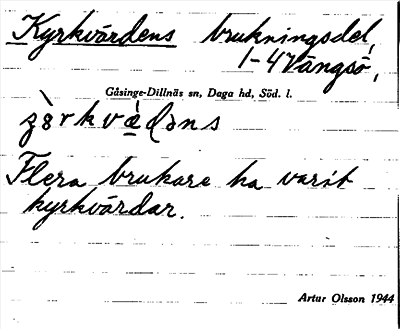 Kyrkvärdens brukningsdel,
1-4 Vängsö,
Gåsinge-Dillnäs sn, Daga hd, Söd. l.
Flera brukare ha varit
kyrkvärdar.
Artur Olsson 1944